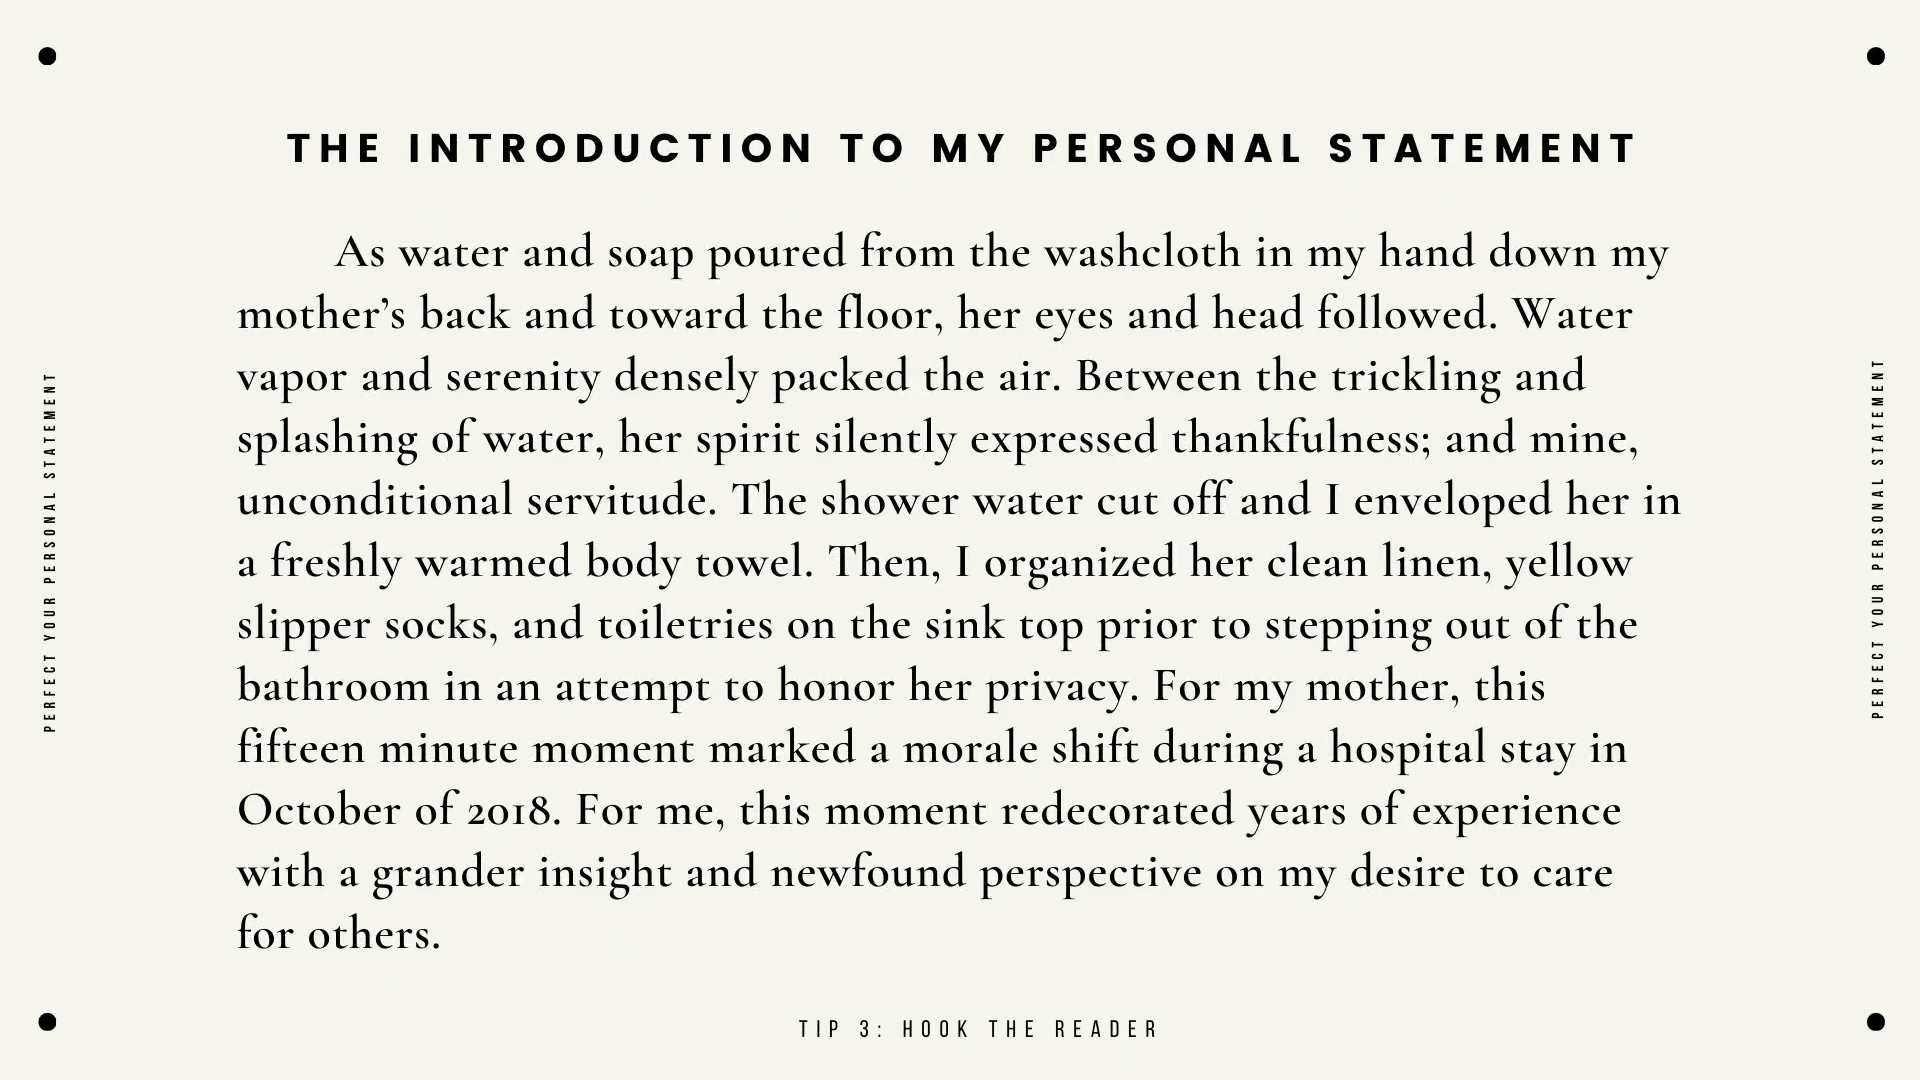 THE INTRODUCTION TO MY PERSONAL STATEMENT
As water and soap poured from the washcloth in my hand down my
mother’s back and toward the floor, her eyes and head followed. Water
vapor and serenity densely packed the air. Between the trickling and
splashing of water, her spirit silently expressed thankfulness; and mine,
unconditional servitude. The shower water cut off and I enveloped her in
a freshly warmed body towel. Then, I organized her clean linen, yellow
slipper socks, and toiletries on the sink top prior to stepping out of the
bathroom in an attempt to honor her privacy. For my mother, this
fifteen minute moment marked a morale shift during a hospital stay in
October of 2018. For me, this moment redecorated years of experience
with a grander insight and newfound perspective on my desire to care
for others.
PERFECT YOUR PERSONAL STATEMENT
PERFECT YOUR PERSONAL STATEMENT
TIP 3: HOOK THE READER